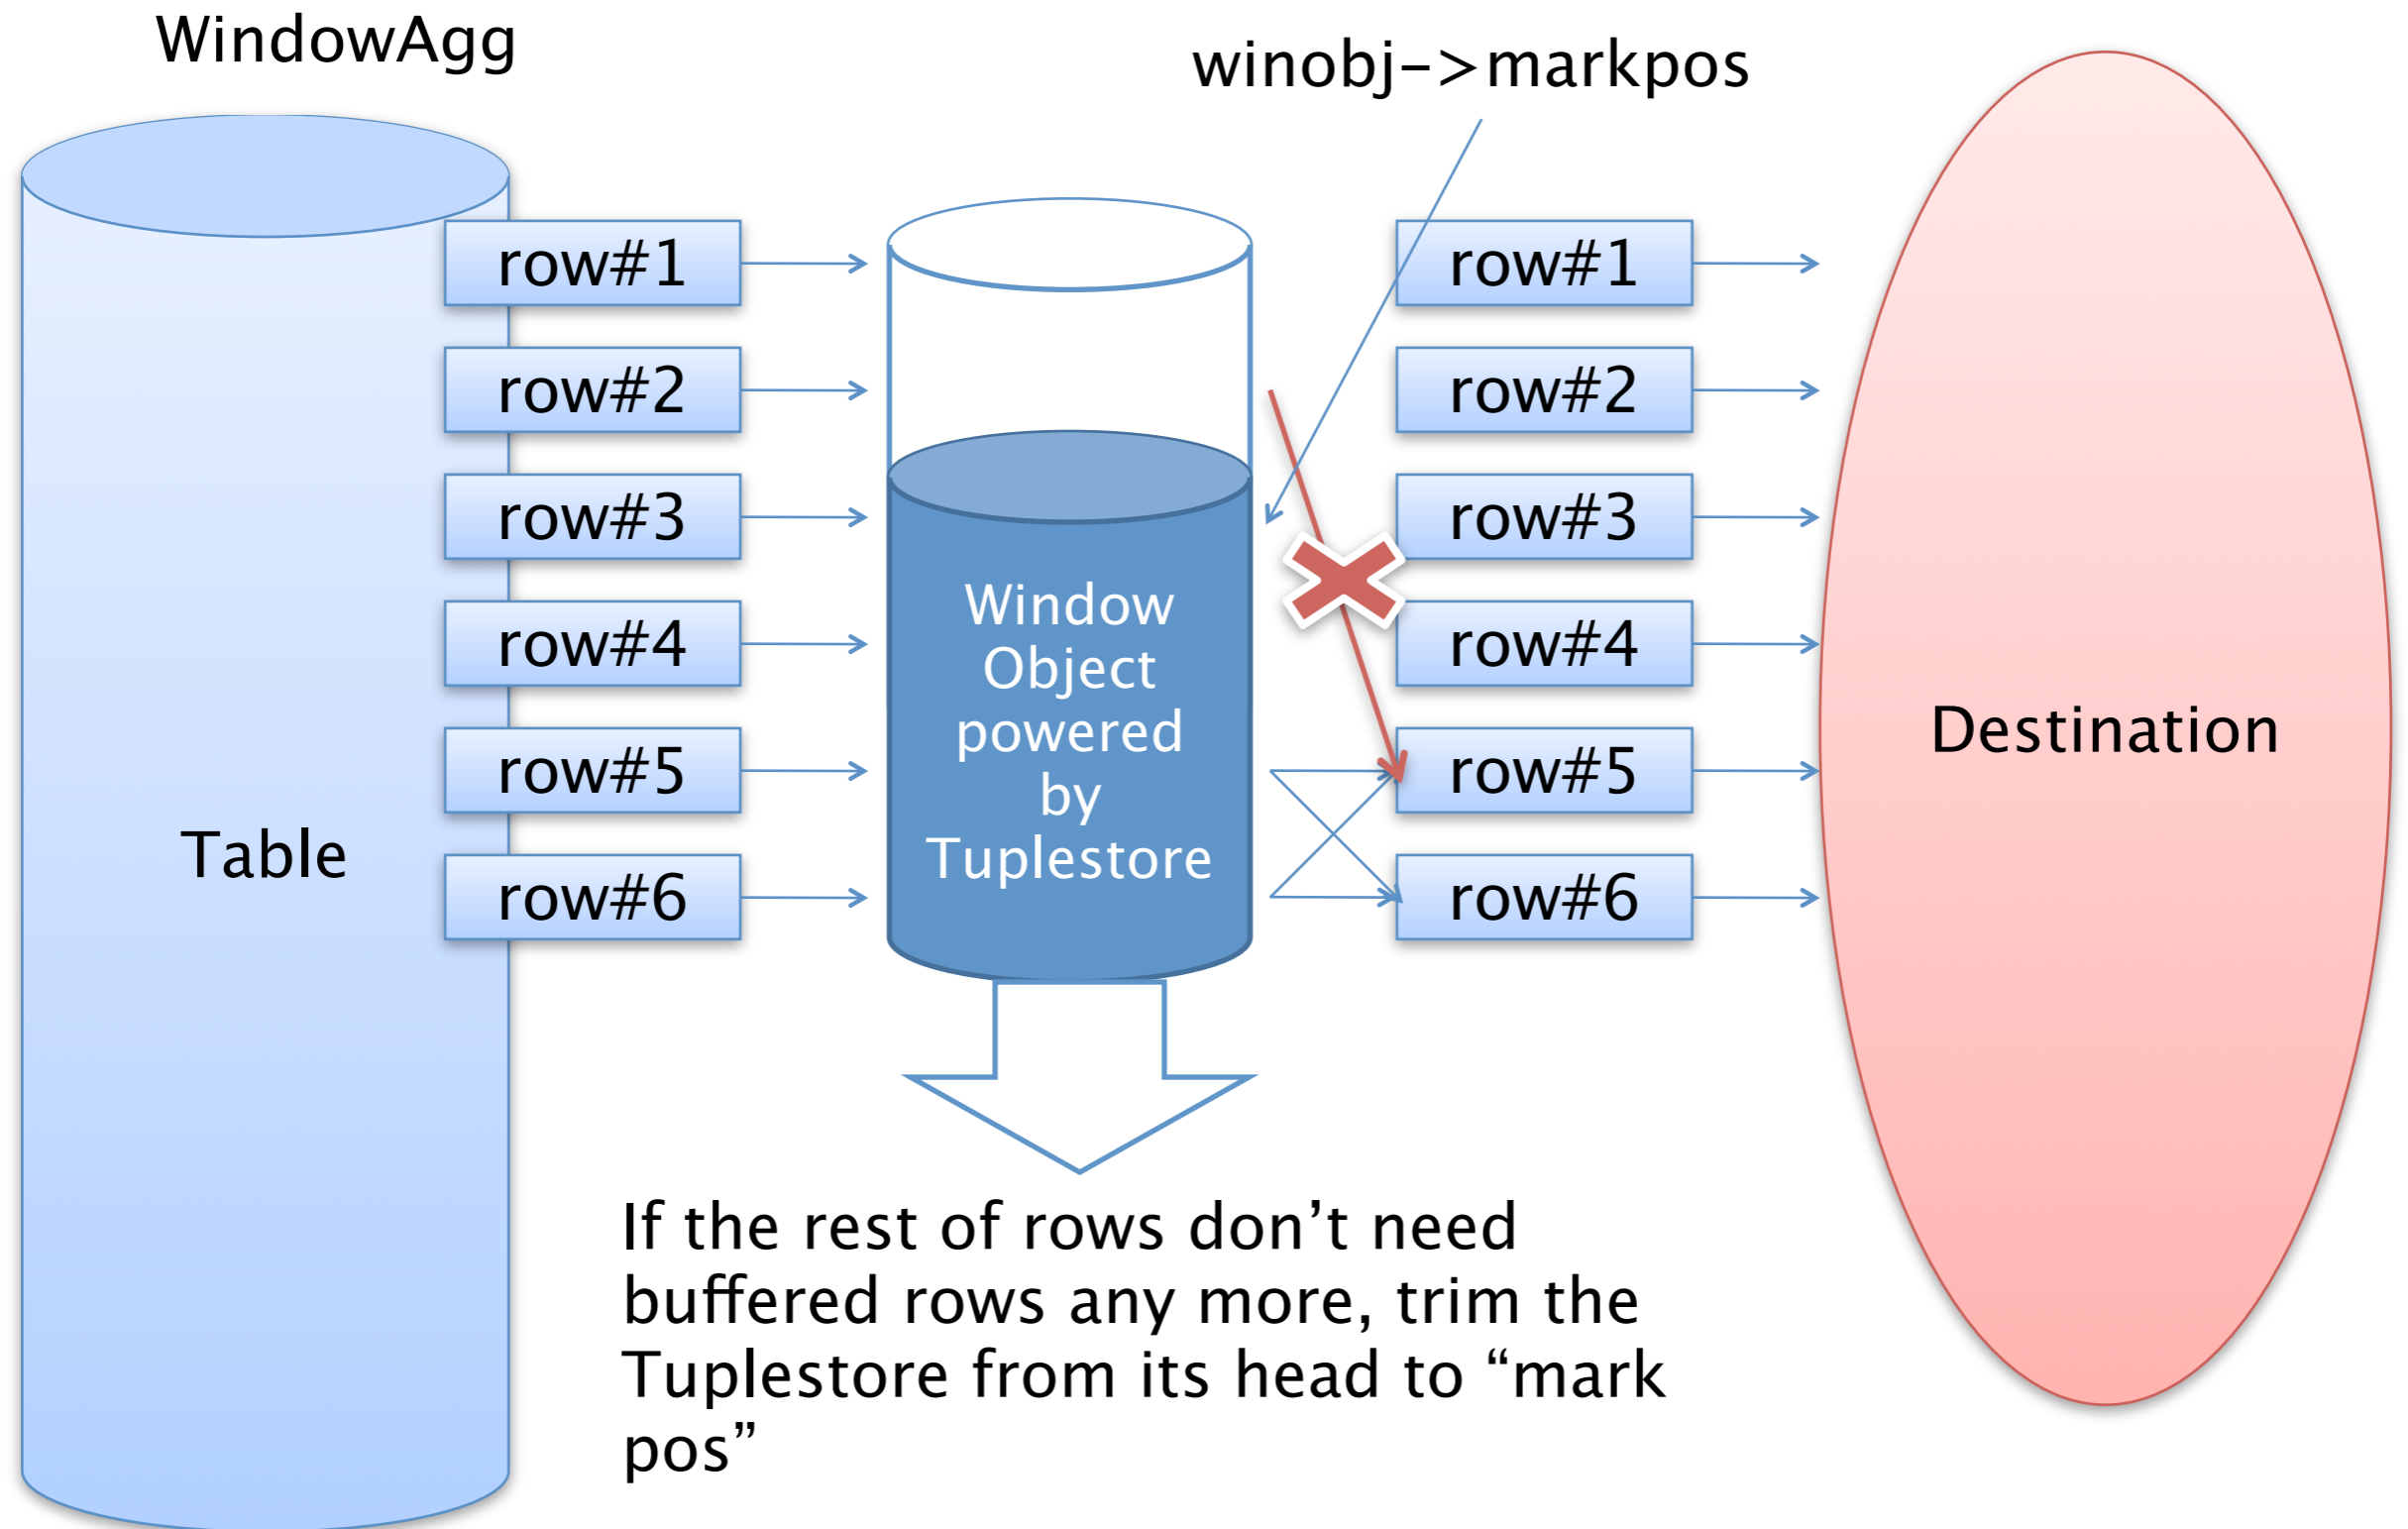 WindowAgg
winobj->markpos
row#1
row#2
row#3
row#4
row#5
row#6
Table
Window
Object
powered
by
Tuplestore
row#1
row#2
row#3
row#4
row#5
row#6
Destination
If the rest of rows don’t need
buffered rows any more, trim the
Tuplestore from its head to “mark
pos”